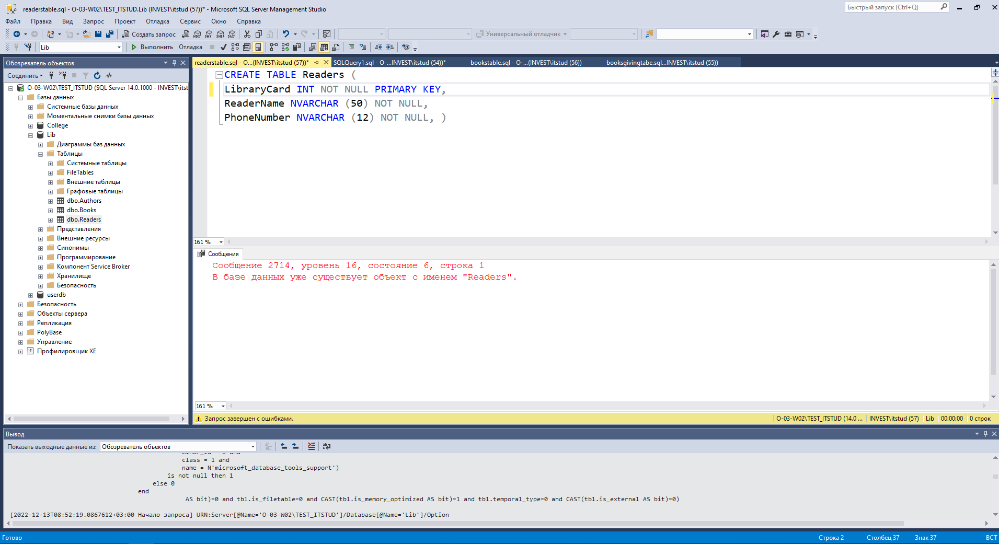 readerstable.sql - O-03-W02\TEST_ITSTUD.Lib (INVEST\itstud (57))* - Microsoft SQL Server Management Studio
Быстрый запуск (Ctrl+Q)
Файл Правка Вид Запрос Проект Отладка Сервис Окно Справка
Создать запрос MDX DMX XMLA DAX Универсальный отладчик
Lib Выполнить Отладка
Обозреватель объектов
Соединить
O-03-W02\TEST_ITSTUD (SQL Server 14.0.1000 - INVEST\itst
Базы данных
Системные базы данных
Моментальные снимки базы данных
College
Lib
Диаграммы баз данных
Таблицы
Системные таблицы
FileTables
Внешние таблицы
Графовые таблицы
dbo.Authors
dbo.Books
dbo.Readers
Представления
Внешние ресурсы
Синонимы
Программирование
Компонент Service Broker
Хранилище
Безопасность
userdb
Безопасность
Объекты сервера
Репликация
PolyBase
Управление
Профилировщик XE
readerstable.sql - O...(INVEST\itstud (57))* SQLQuery1.sql - O-...INVEST\itstud (54))* bookstable.sql - O-...((INVEST\itstud (56)) booksgivingtabe.sql...INVEST\itstud (55))
CREATE TABLE Readers (
LibraryCard INT NOT NULL PRIMARY KEY,
ReaderName NVARCHAR (50) NOT NULL,
PhoneNumber NVARCHAR (12) NOT NULL, )
161 %
Сообщения
Сообщение 2714, уровень 16, состояние 6, строка 1
В базе данных уже существует объект с именем "Readers".
161 %
Запрос завершен с ошибками. O-03-W02\TEST_ITSTUD (14.0 ... INVEST\itstud (57) Lib 00:00:00 0 строк
Вывод
Показать выходные данные из: Обозреватель объектов
class = 1 and
name = N'microsoft_database_tools_support')
is not null then 1
else 0
end
AS bit)=0 and tbl.is_filetable=0 and CAST(tbl.is_memory_optimized AS bit)=1 and tbl.temporal_type=0 and CAST(tbl.is_external AS bit)=0)
[2022-12-13T08:52:19.0867612+03:00 Начало запроса] URN:Server[@Name='O-03-W02\TEST_ITSTUD']/Database[@Name='Lib']/Option
Готово Строка 2 Столбец 37 Знак 37 ВСТ